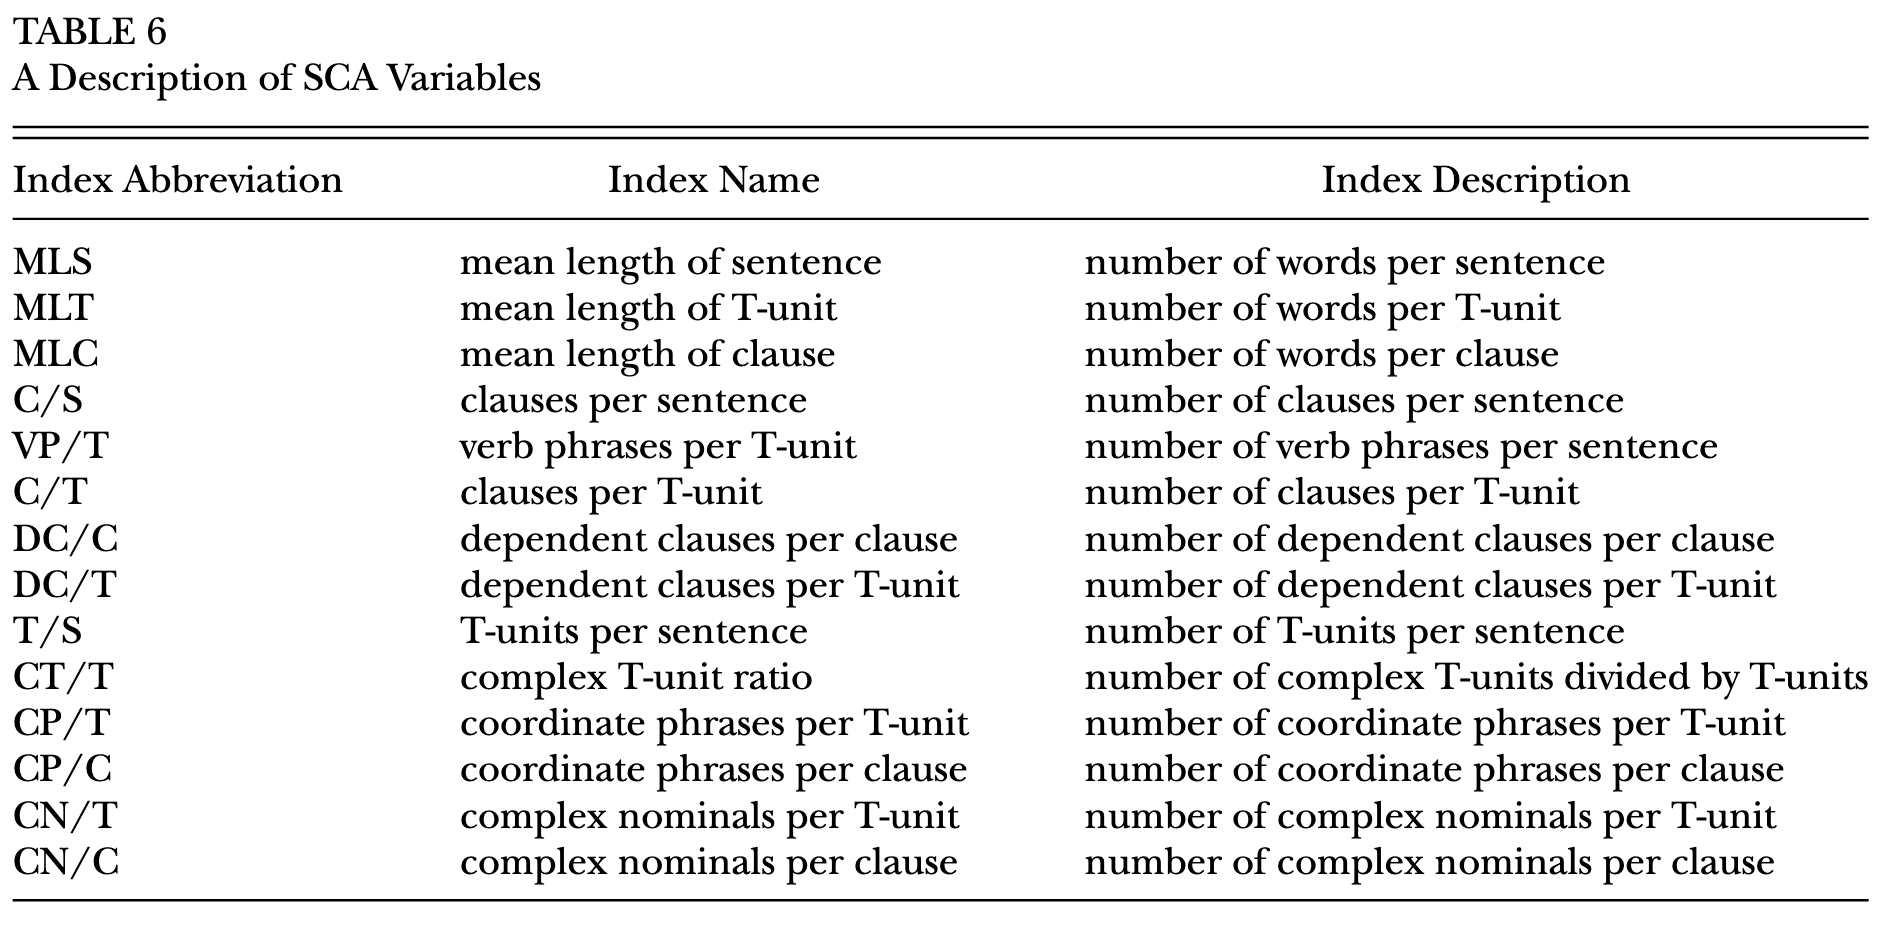 TABLE 6
A Description of SCA Variables
Index Abbreviation Index Name Index Description
MLS mean length of sentence number of words per sentence
MLT mean length of T-unit number of words per T-unit
MLC mean length of clause number of words per clause
C/S clauses per sentence number of clauses per sentence
VP/T verb phrases per T-unit number of verb phrases per sentence
C/T clauses per T-unit number of clauses per T-unit
DC/C dependent clauses per clause number of dependent clauses per clause
DC/T dependent clauses per T-unit number of dependent clauses per T-unit
T/S T-units per sentence number of T-units per sentence
CT/T complex T-unit ratio number of complex T-units divided by T-units
CP/T coordinate phrases per T-unit number of coordinate phrases per T-unit
CP/C coordinate phrases per clause number of coordinate phrases per clause
CN/T complex nominals per T-unit number of complex nominals per T-unit
CN/C complex nominals per clause number of complex nominals per clause